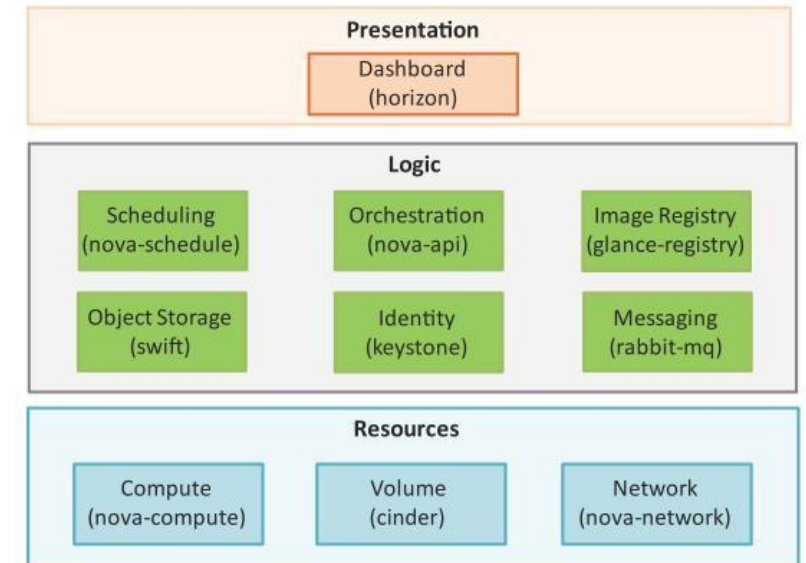 Presentation
Dashboard
(horizon)
Logic
Scheduling
(nova-schedule)
Orchestration
(nova-api)
Image Registry
(glance-registry)
Object Storage
(swift)
Identity
(keystone)
Messaging
(rabbit-mq)
Resources
Compute
(nova-compute)
Volume
(cinder)
Network
(nova-network)